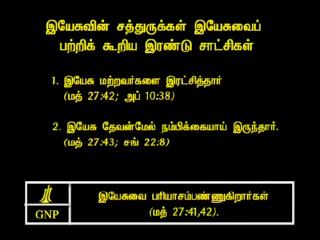 இயேசுவின் சத்துருக்கள் இயேசுவைப்
பற்றிக் கூறிய இரண்டு சாட்சிகள்
1. இயேசு மற்றவர்களை இரட்சித்தார்
(மத் 27:42; அப் 10:38)
2. இயேசு தேவன்மேல் நம்பிக்கையாய் இருந்தார்.
(மத் 27:43; சங் 22:8)
இயேசுவை பரியாசம்பண்ணுகிறார்கள்
(மத் 27:41,42).
GNP